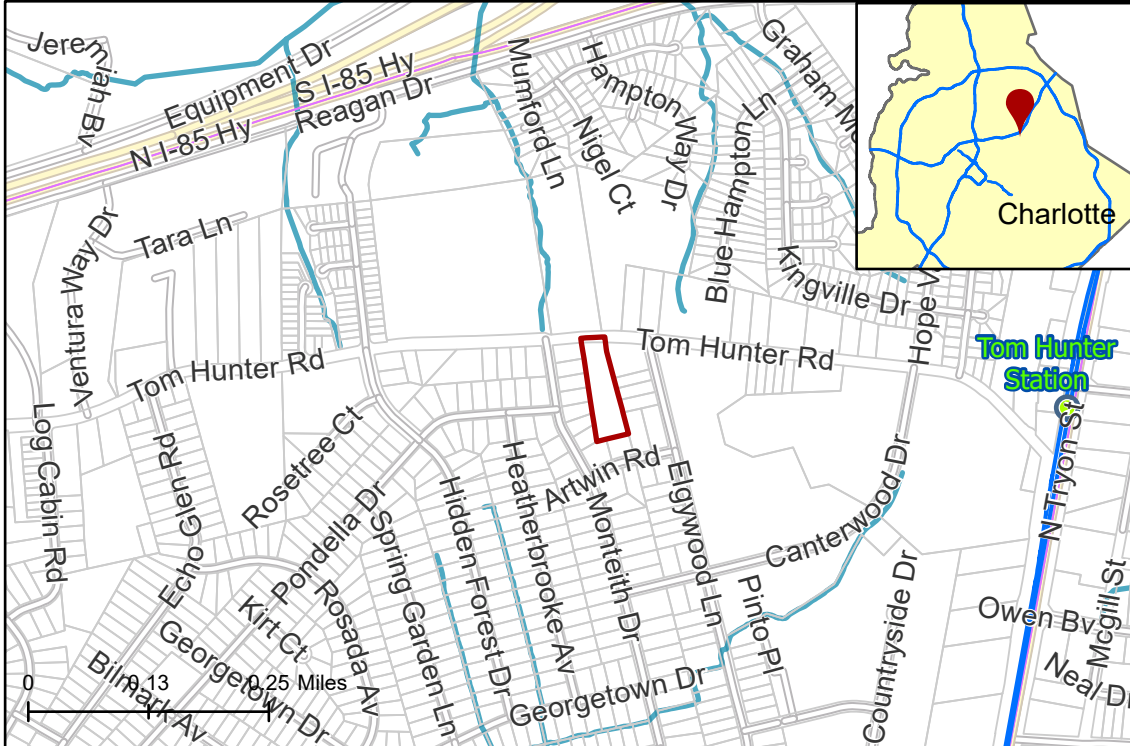 Jeremiah Bv
Equipment Dr
S I-85 Hy
N I-85 Hy
Reagan Dr
Mumford Ln
Hampton Way Dr
Nigel Ct
Blue Hampton Ln
Graham
Charlotte
Tara Ln
Ventura Way Dr
Kingville Dr
Hope
Tom Hunter Rd
Tom Hunter Rd
Tom Hunter
Station
Log Cabin Rd
Echo Glen Rd
Rosetree Ct
Pondella Dr
Spring Garden Ln
Hidden Forest Dr
Heatherbrooke Av
Artwin Rd
Monteith Dr
Elgywood Ln
Canterwood Dr
N Tryon St
Pinto Pl
Countryside Dr
Owen Bv
Mcgill St
Neal
Kirt Ct
Rosada Av
Georgetown Dr
Georgetown Dr
Bilmark Av
0 0.13 0.25 Miles